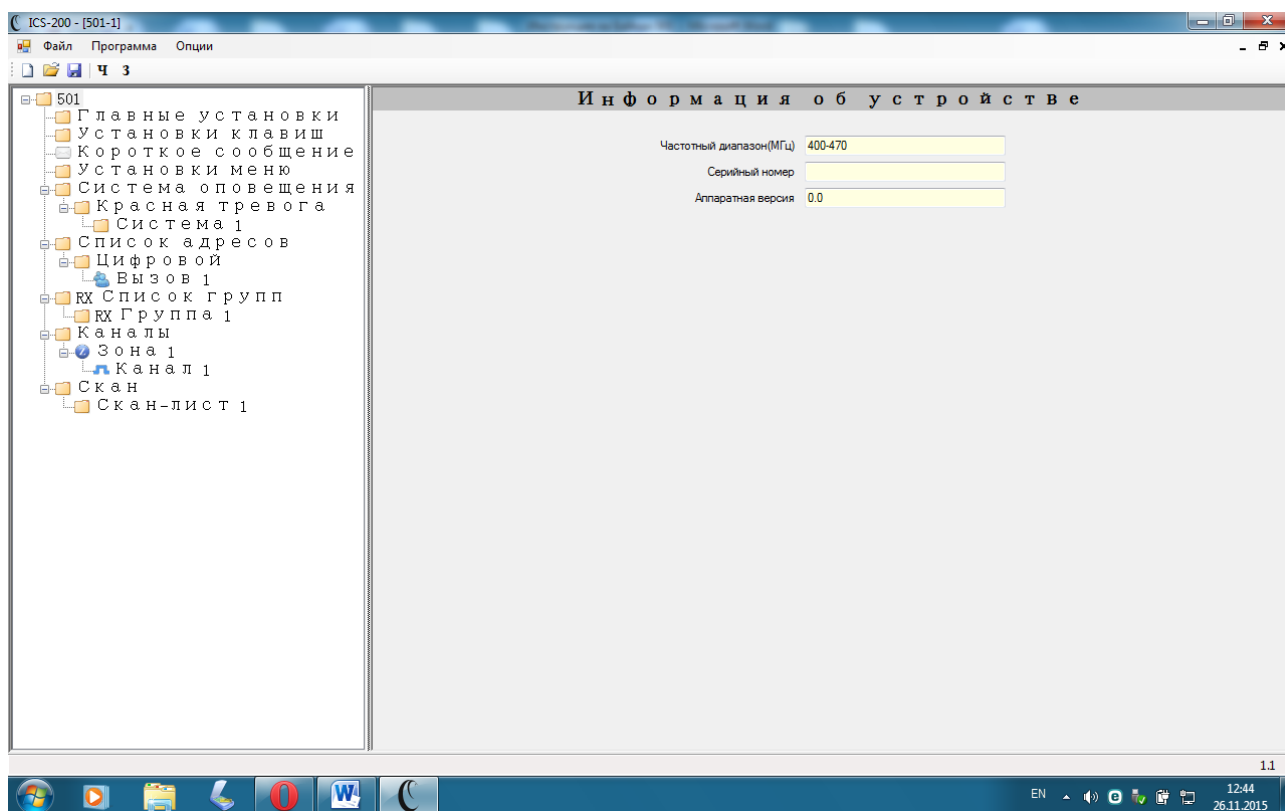 ICS-200 - [501-1]
Файл Программа Опции
Ч З
501
Главные установки
Установки клавиш
Короткое сообщение
Установки меню
Система оповещения
Красная тревога
Система 1
Список адресов
Цифровой
Вызов 1
RX Список групп
RX Группа 1
Каналы
Зона 1
Канал 1
Скан
Скан-лист 1
Информация об устройстве
Частотный диапазон(МГц) 400-470
Серийный номер
Аппаратная версия 0.0
1.1
EN
12:44
26.11.2015